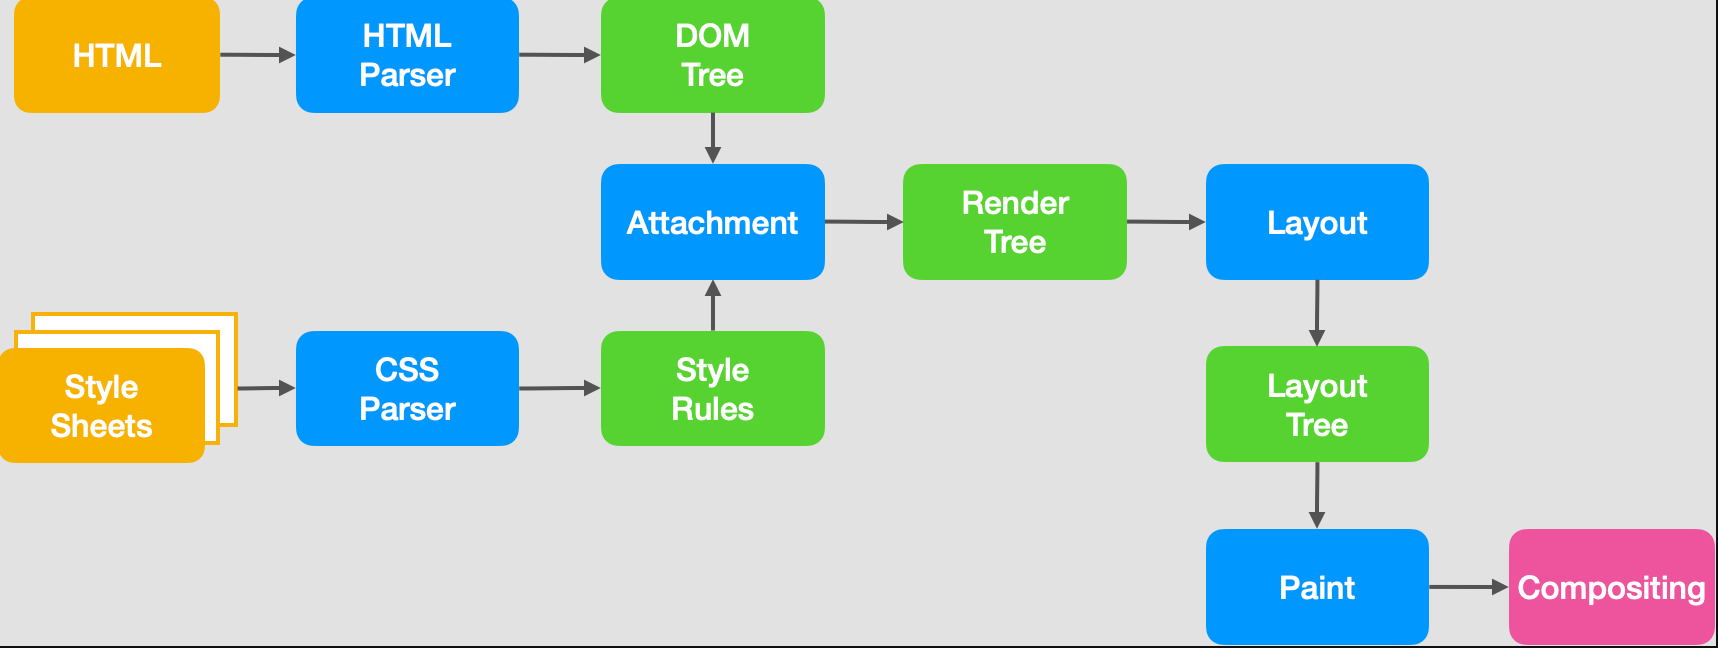 HTML
HTML
Parser
DOM
Tree
Attachment
Render
Tree
Layout
Style
Sheets
CSS
Parser
Style
Rules
Layout
Tree
Paint
Compositing